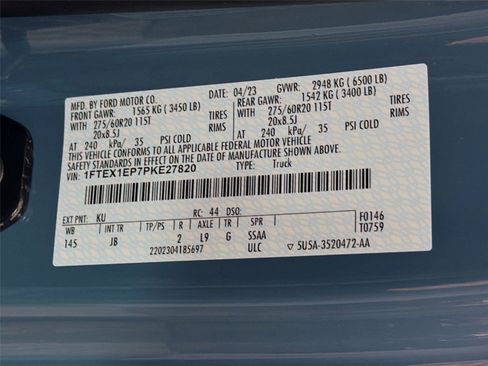 MFD. BY FORD MOTOR CO.
DATE: 04/23 GVWR: 2948 KG (6500 LB)
FRONT GAWR: 1565 KG (3450 LB) REAR GAWR: 1542 KG (3400 LB)
WITH 275/60R20 115T TIRES WITH 275/60R20 115T TIRES
20x8.5J RIMS 20x8.5J RIMS
AT 240 kPa/ 35 PSI COLD AT 240 kPa/ 35 PSI COLD
THIS VEHICLE CONFORMS TO ALL APPLICABLE FEDERAL MOTOR VEHICLE
SAFETY STANDARDS IN EFFECT ON THE DATE OF MANUFACTURE SHOWN ABOVE.
VIN: 1FTEX1EP7PKE27820 TYPE: Truck
EXT PNT: KU RC: 44 DSO: F0146
WB INT TR TP/PS R AXLE TR SPR T0759
145 JB 2 L9 G SSAA
2202304185697 ULC 5U5A-3520472-AA